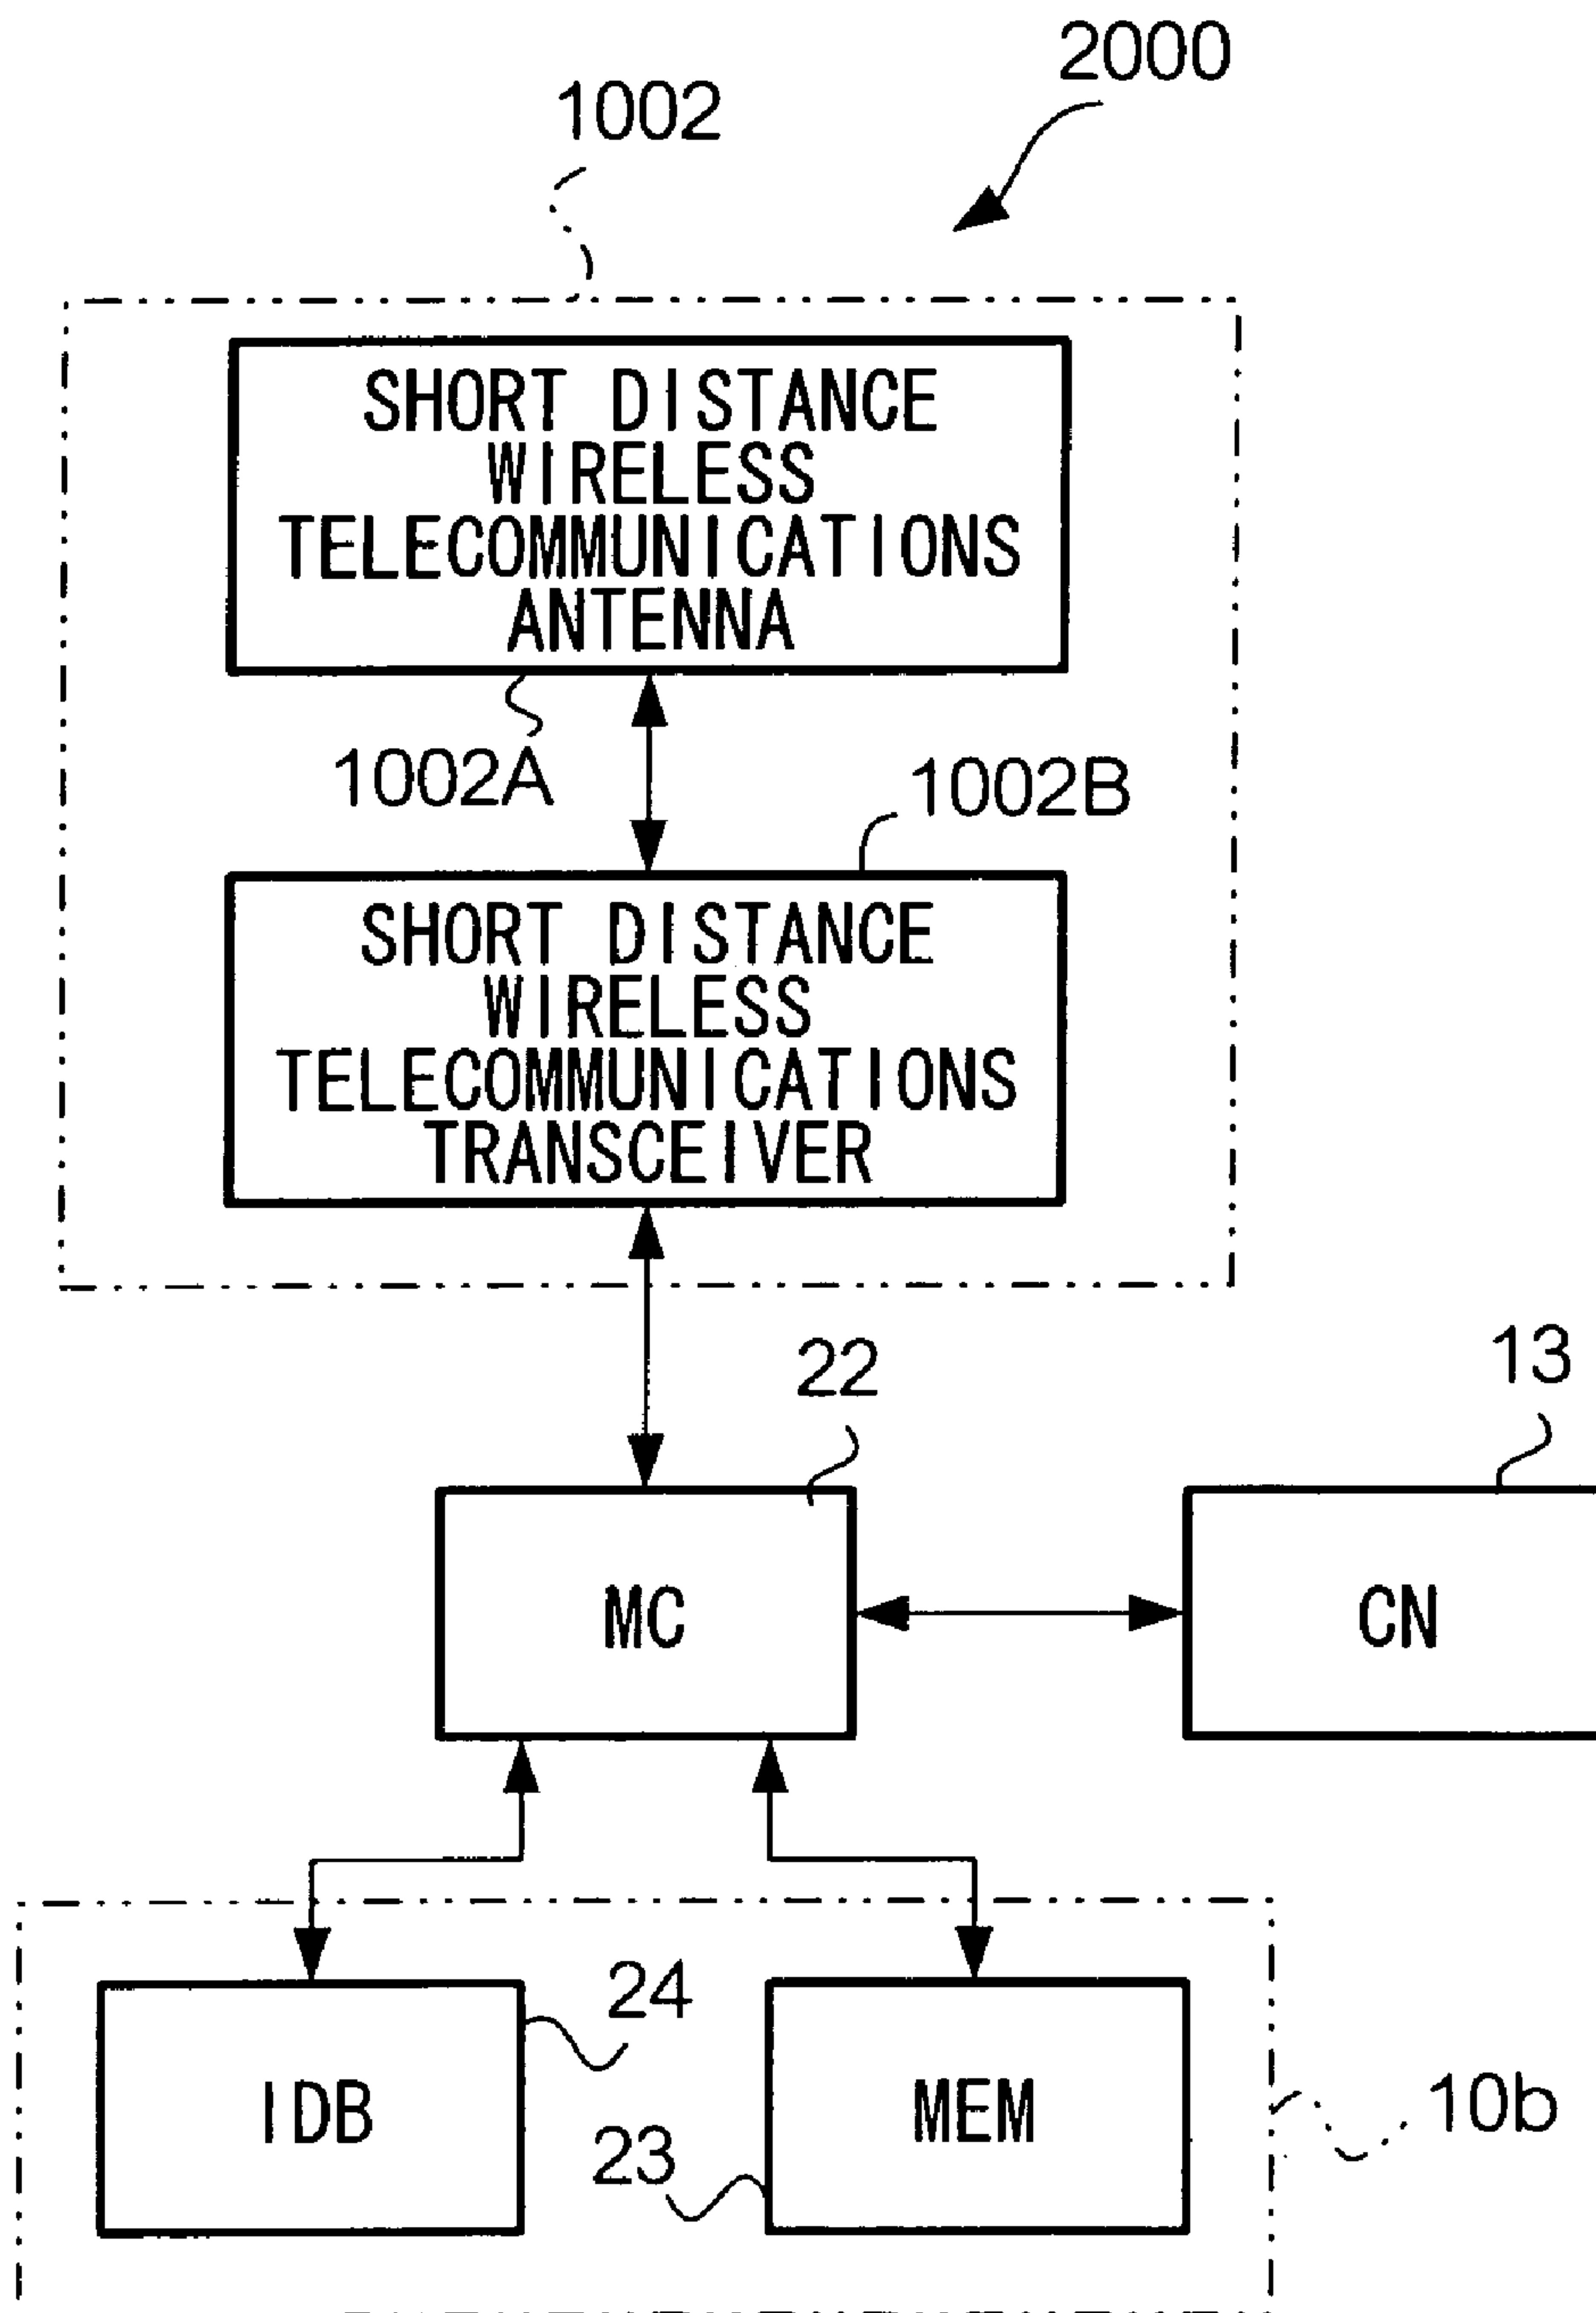 2000
1002
SHORT DISTANCE
WIRELESS
TELECOMMUNICATIONS
ANTENNA
1002A
1002B
SHORT DISTANCE
WIRELESS
TELECOMMUNICATIONS
TRANSCEIVER
22
13
MC
CN
24
IDB
MEM
23
10b